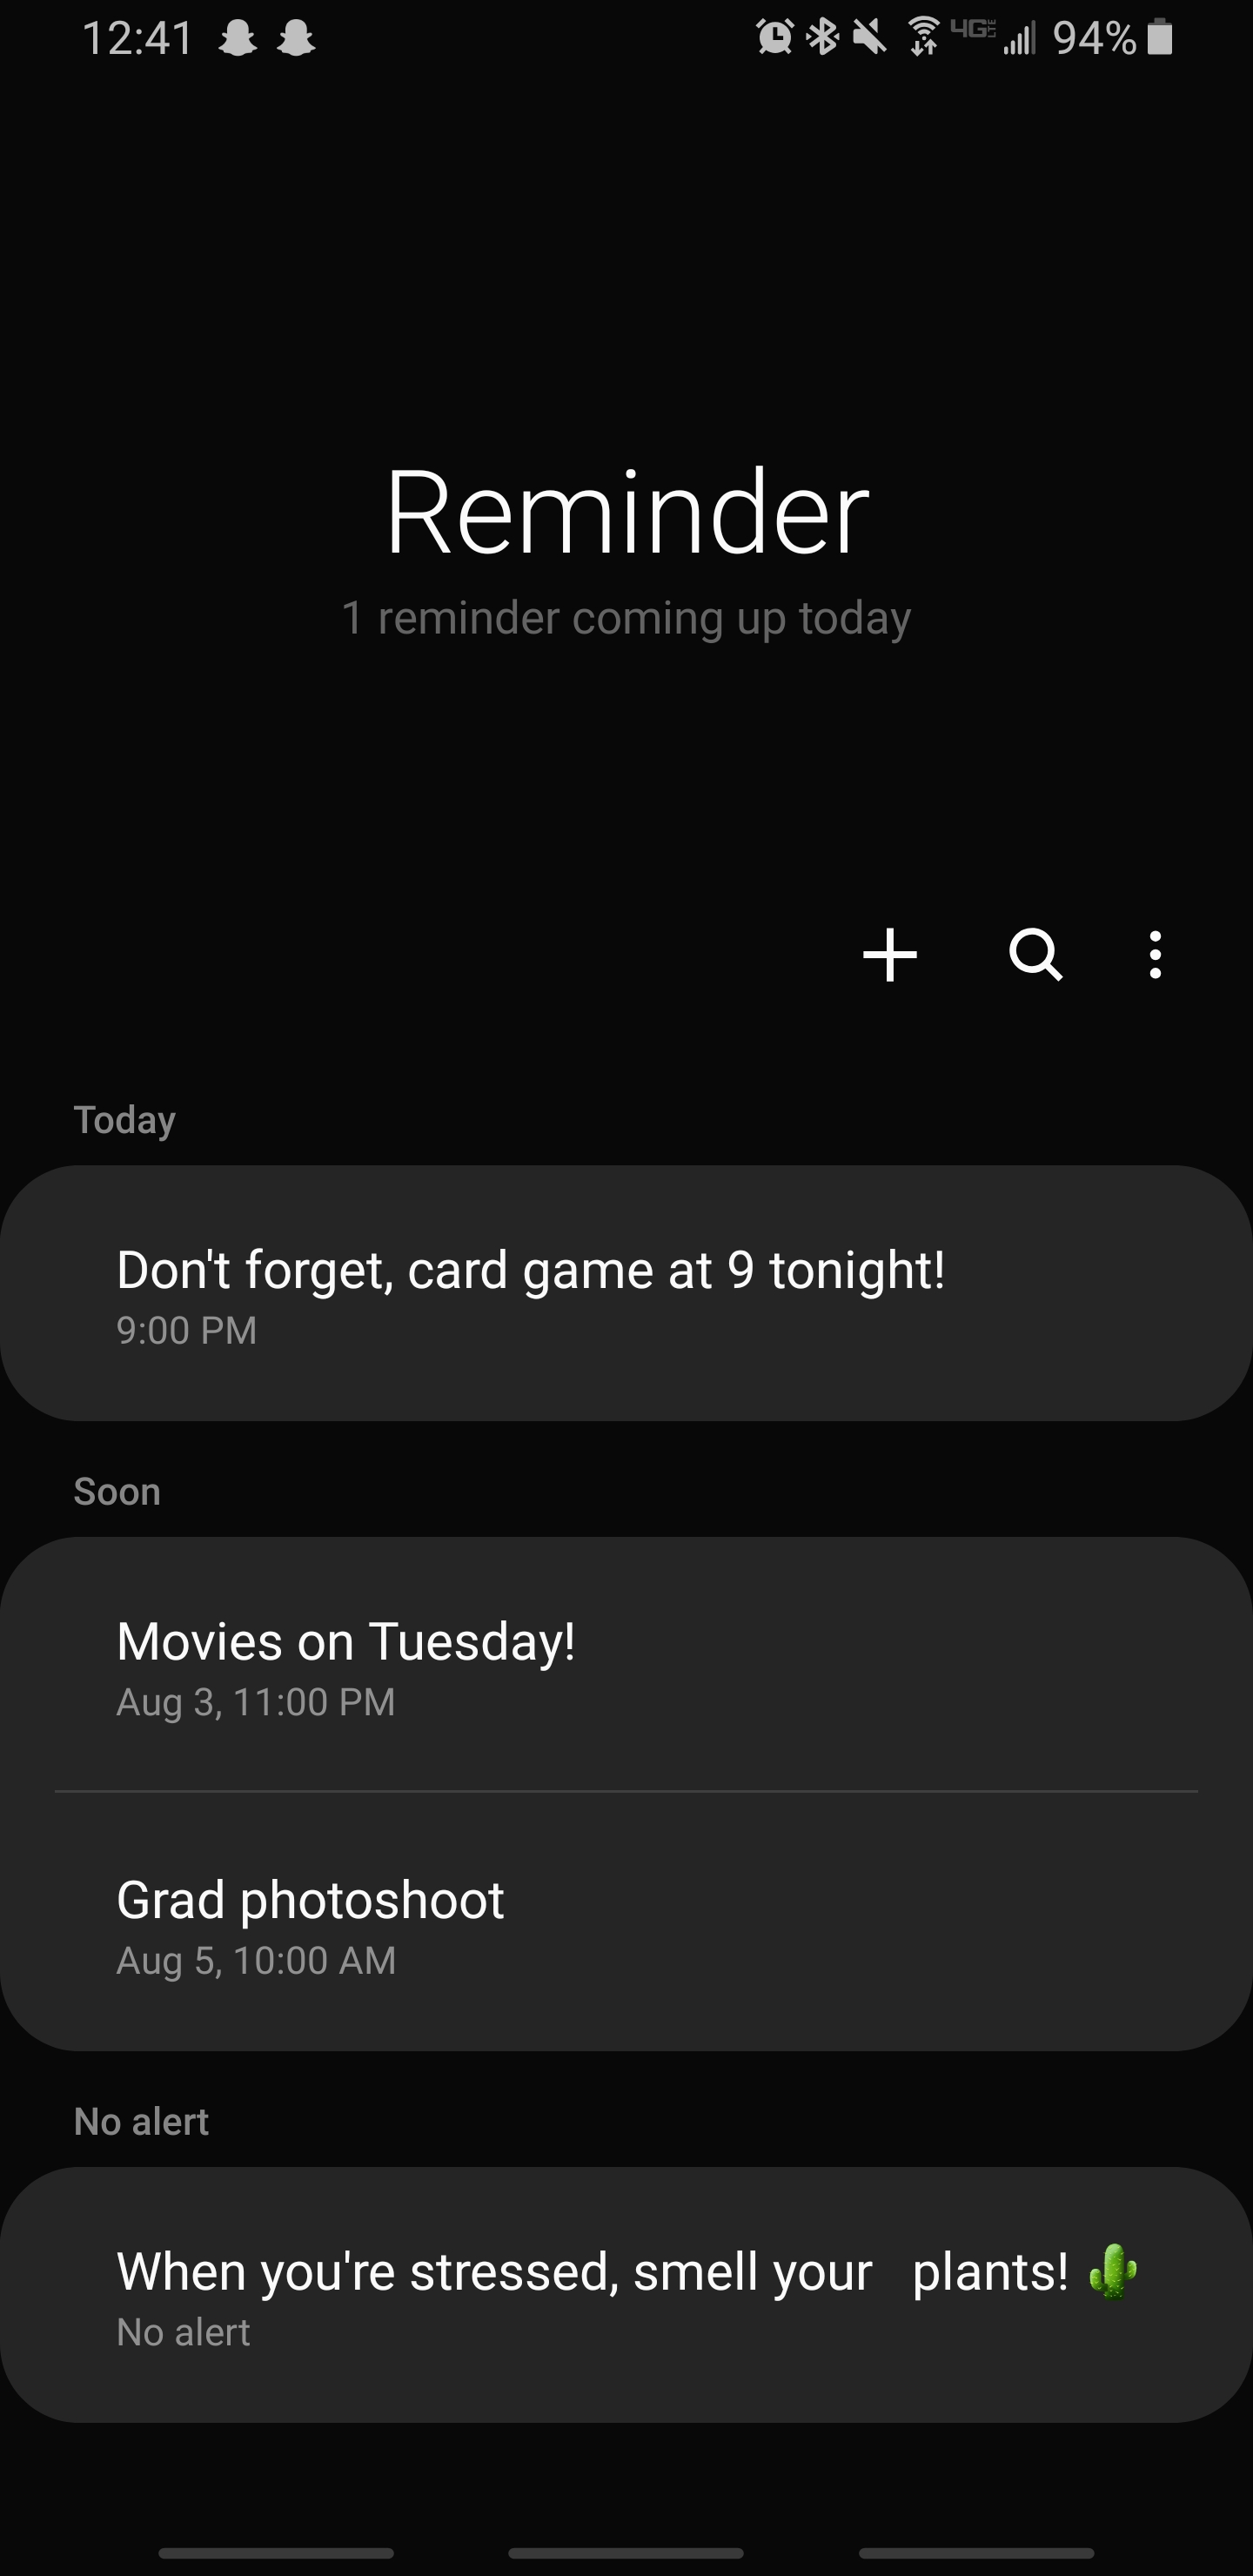 12:41 4G LTE 94%
Reminder
1 reminder coming up today
Today
Don't forget, card game at 9 tonight!
9:00 PM
Soon
Movies on Tuesday!
Aug 3, 11:00 PM
Grad photoshoot
Aug 5, 10:00 AM
No alert
When you're stressed, smell your   plants! 🌵
No alert